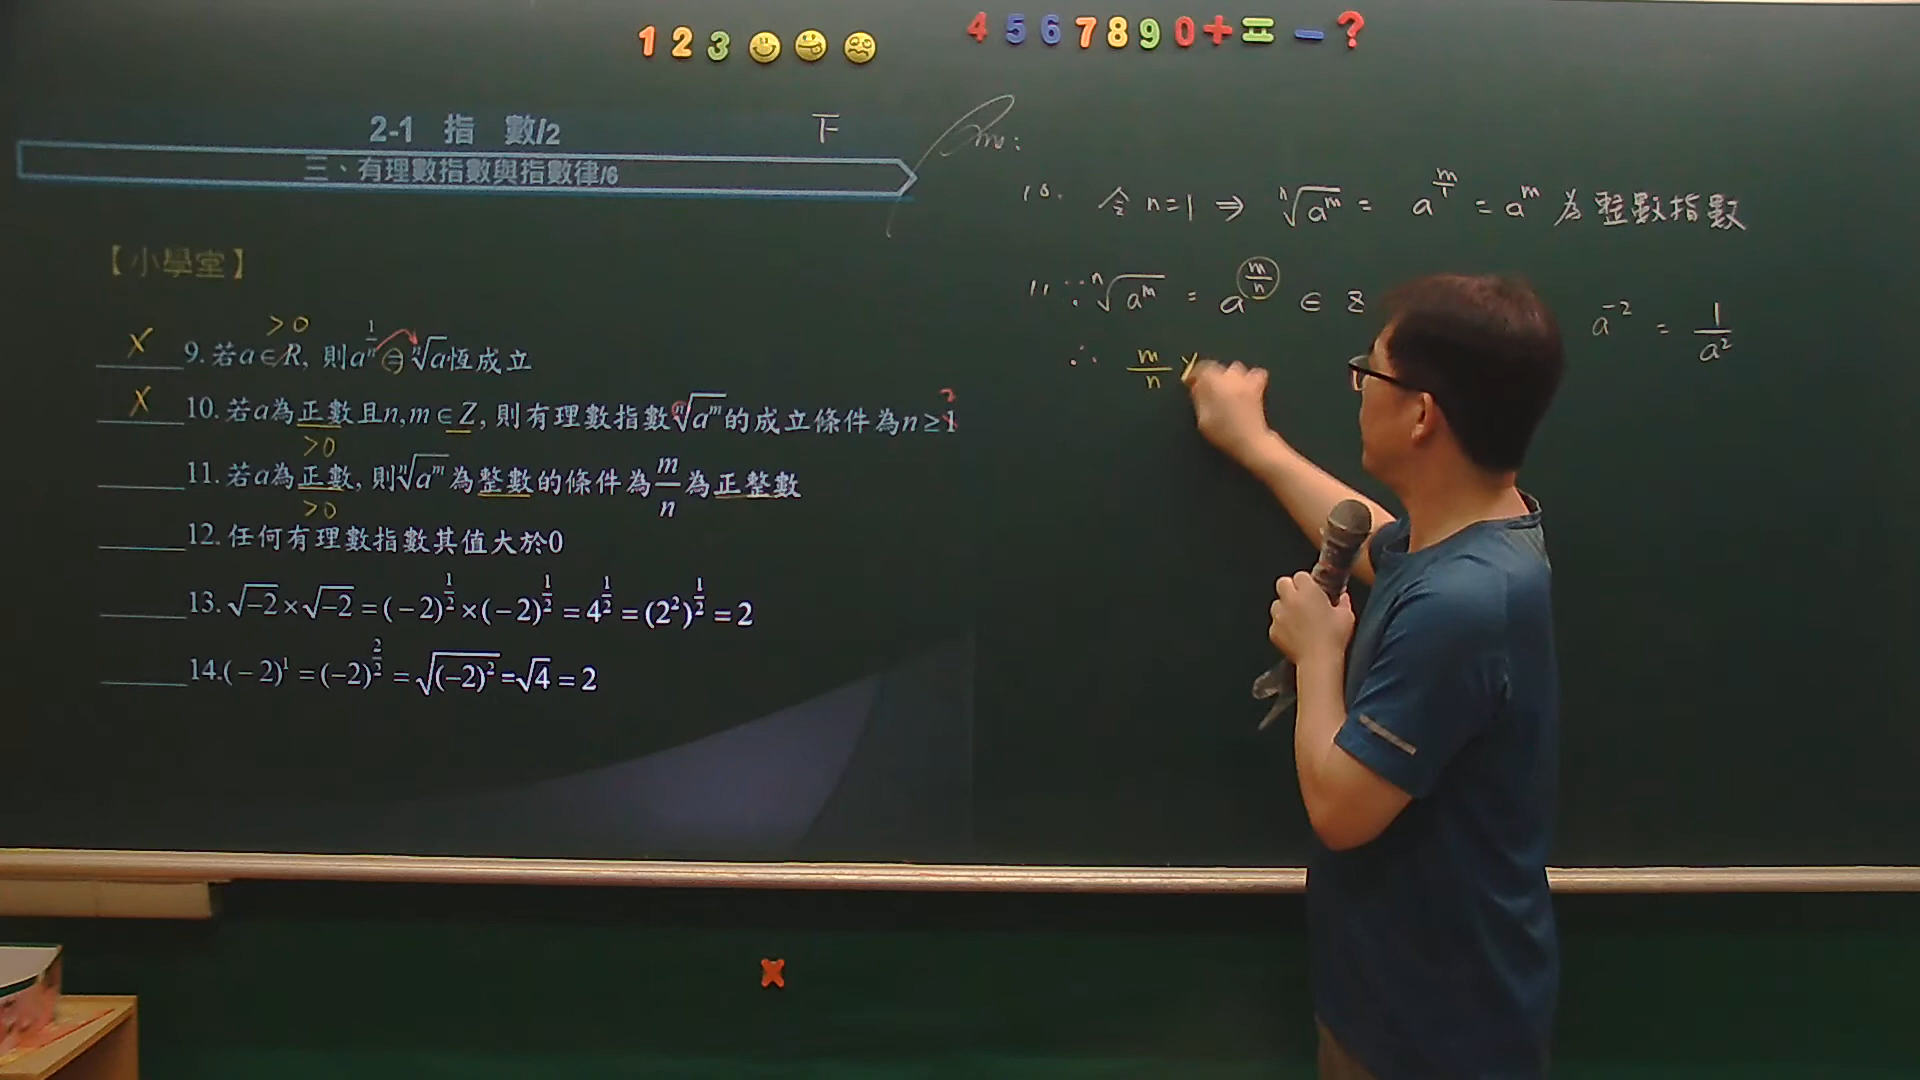 1 2 3
4 5 6 7 8 9 0 + = − ?
2-1 指 數/2
下
三、有理數指數與指數律/6
【小學堂】
> 0
X 9. 若a∈R, 則a^{1/n} = ⁿ√a恆成立
X 10. 若a為正數且n,m∈Z, 則有理數指數ⁿ√a^m的成立條件為n≥1
2
>0
11. 若a為正數, 則ⁿ√a^m為整數的條件為m/n為正整數
>0
12. 任何有理數指數其值大於0
13. √-2×√-2=(-2)^{1/2}×(-2)^{1/2}=4^{1/2}=(2²)^{1/2}=2
14.(-2)¹=(-2)^{2/2}=√(-2)²=√4=2
10. 令 n=1 ⇒ ⁿ√a^m = a^{m/1} = a^m 為整數指數
11 ∵ ⁿ√a^m = a^{m/n} ∈ Z
a^{-2} = 1/a²
∴ m/n
x